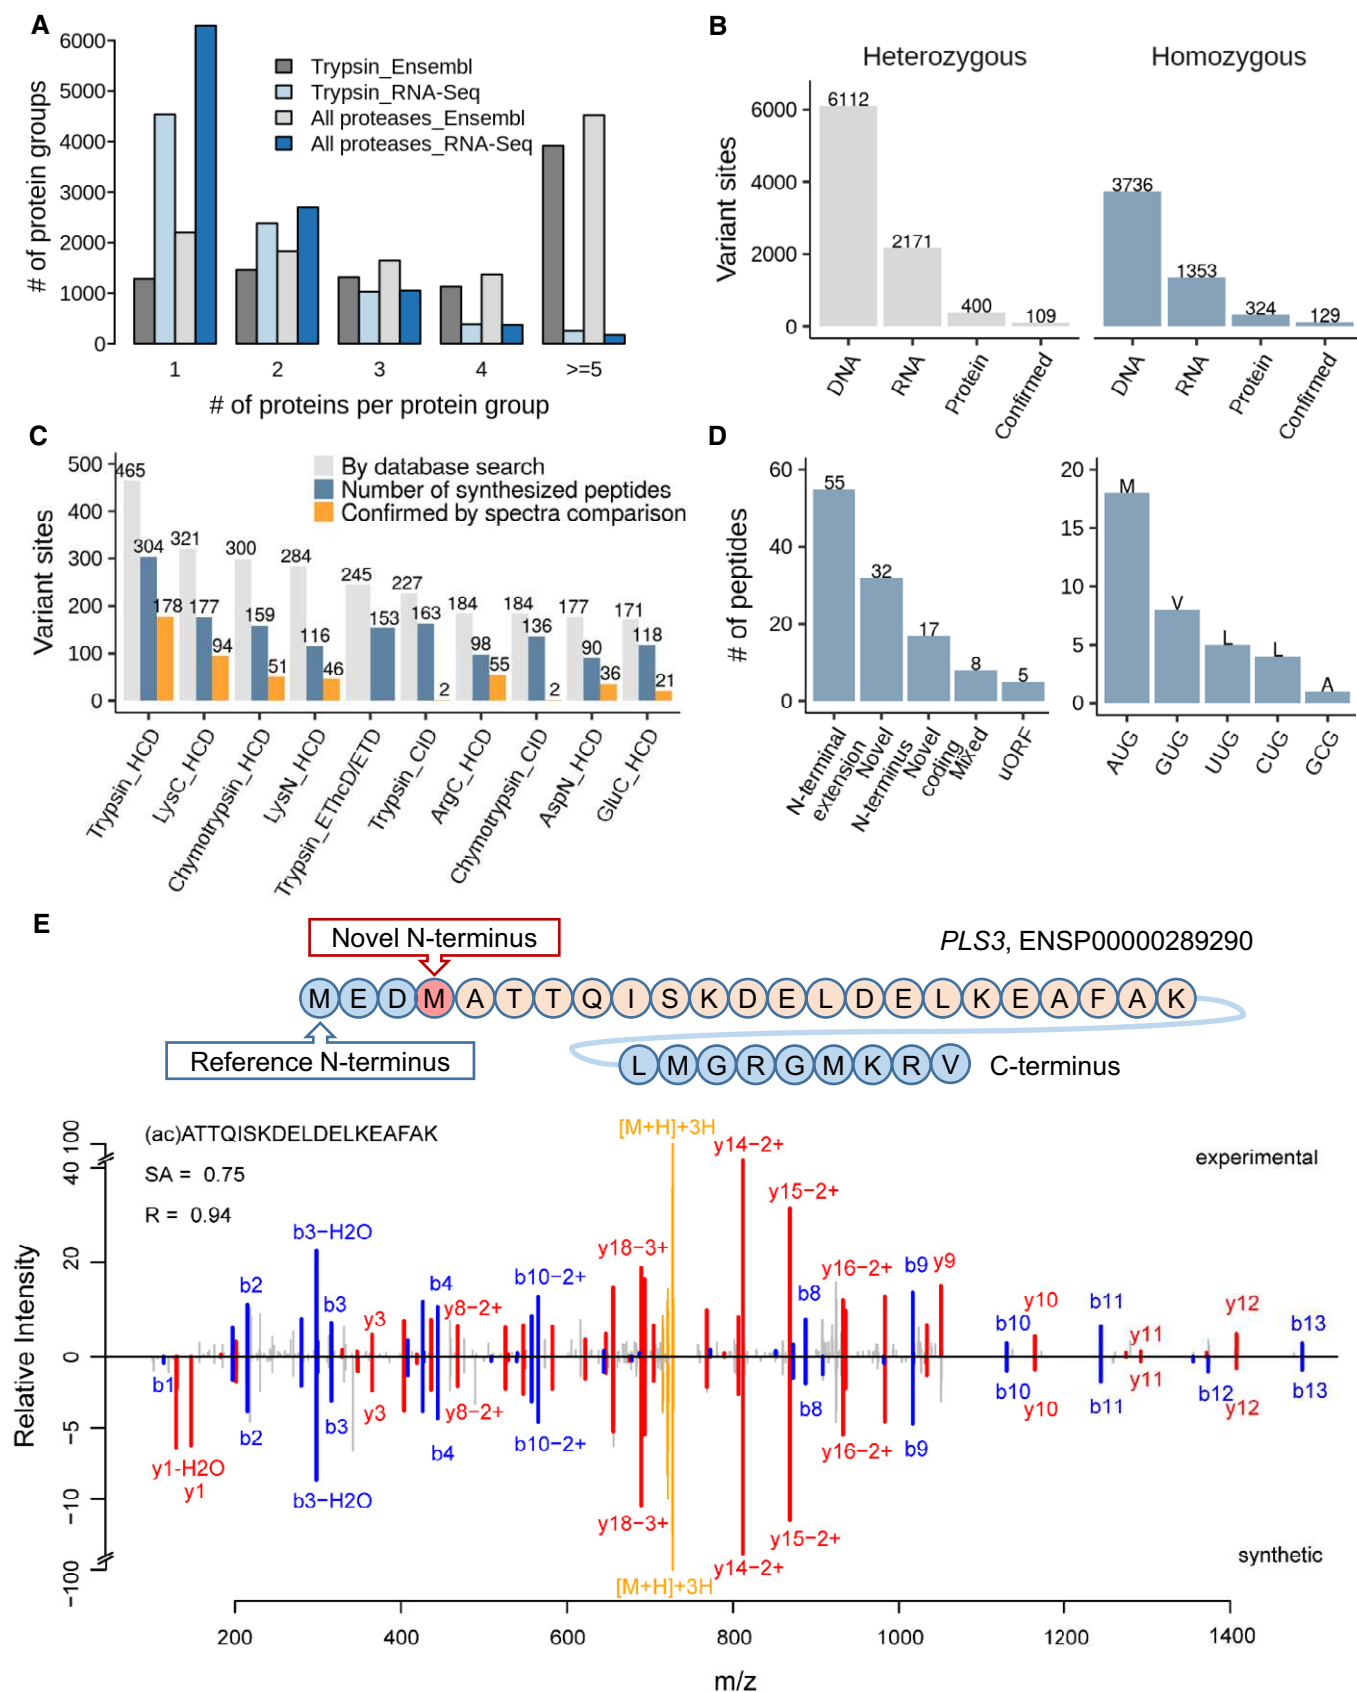 A
6000
5000
4000
3000
2000
1000
0
# of protein groups
Trypsin_Ensembl
Trypsin_RNA-Seq
All proteases_Ensembl
All proteases_RNA-Seq
1 2 3 4 >=5
# of proteins per protein group
B
Heterozygous Homozygous
Variant sites
6000
4000
2000
0
6112
2171
400
109
3736
1353
324
129
DNA RNA Protein Confirmed
DNA RNA Protein Confirmed
C
Variant sites
500
400
300
200
100
0
By database search
Number of synthesized peptides
Confirmed by spectra comparison
465 304 178
321 177 94
300 159 51
284 116 46
245 153
227 163 2
184 98 55
184 136 2
177 90 36
171 118 21
Trypsin_HCD
LysC_HCD
Chymotrypsin_HCD
LysN_HCD
Trypsin_EThcD/ETD
Trypsin_CID
ArgC_HCD
Chymotrypsin_CID
AspN_HCD
GluC_HCD
D
# of peptides
60
40
20
0
55
32
17
8
5
N-terminal
extension
Novel
N-terminus
Novel
coding
Mixed
uORF
20
15
10
5
0
M
V
L
L
A
AUG
GUG
UUG
CUG
GCG
E
Novel N-terminus
PLS3, ENSP00000289290
M E D M A T T Q I S K D E L D E L K E A F A K
Reference N-terminus
L M G R G M K R V
C-terminus
(ac)ATTQISKDELDELKEAFAK
SA = 0.75
R = 0.94
experimental
Relative Intensity
100
40
20
0
−5
−10
−100
[M+H]+3H
y14−2+
y15−2+
b3−H2O
y18−3+
y16−2+
b9
y9
b2
b3
y3
b4
y8−2+
b10−2+
b8
b10
y10
b11
y11
y12
b13
b1
b2
b3
y3
y8−2+
b4
b10−2+
b8
y16−2+
b9
b10
y10
b11
y11
b12
y12
b13
y1-H2O
y1
b3−H2O
y18−3+
y15−2+
y14−2+
[M+H]+3H
synthetic
200 400 600 800 1000 1200 1400
m/z